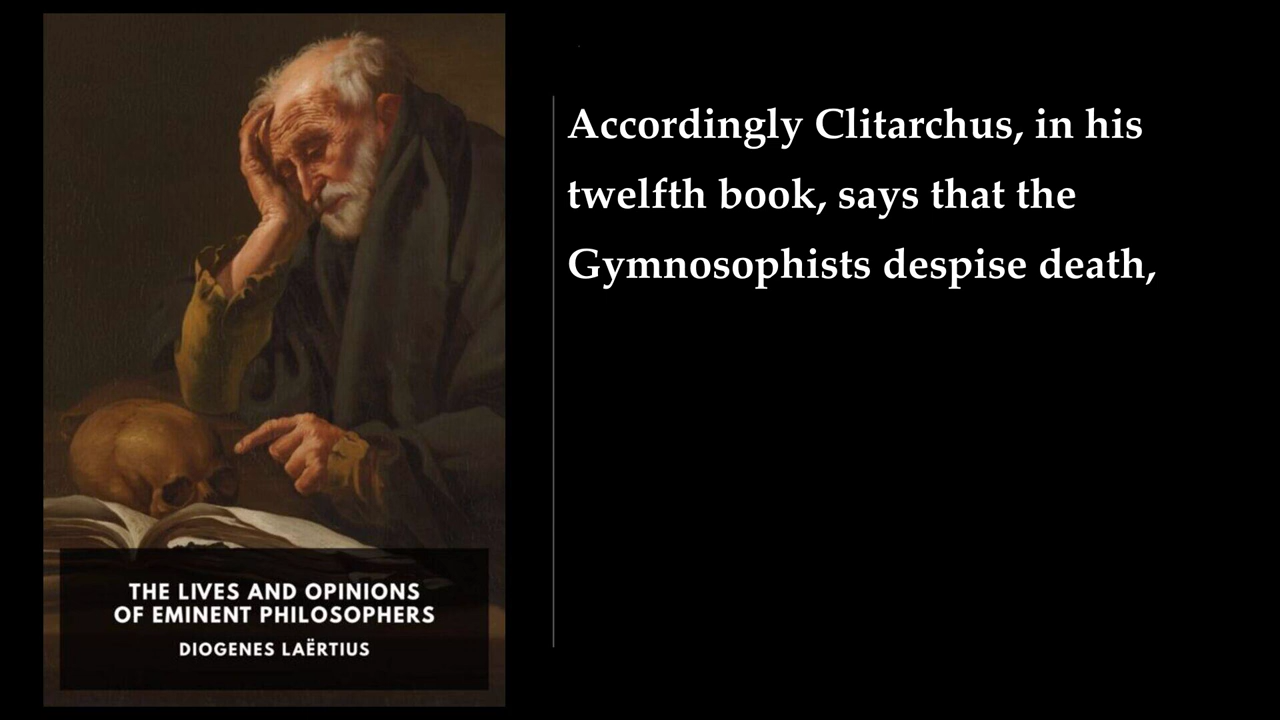 Accordingly Clitarchus, in his
twelfth book, says that the
Gymnosophists despise death,
THE LIVES AND OPINIONS
OF EMINENT PHILOSOPHERS
DIOGENES LAËRTIUS